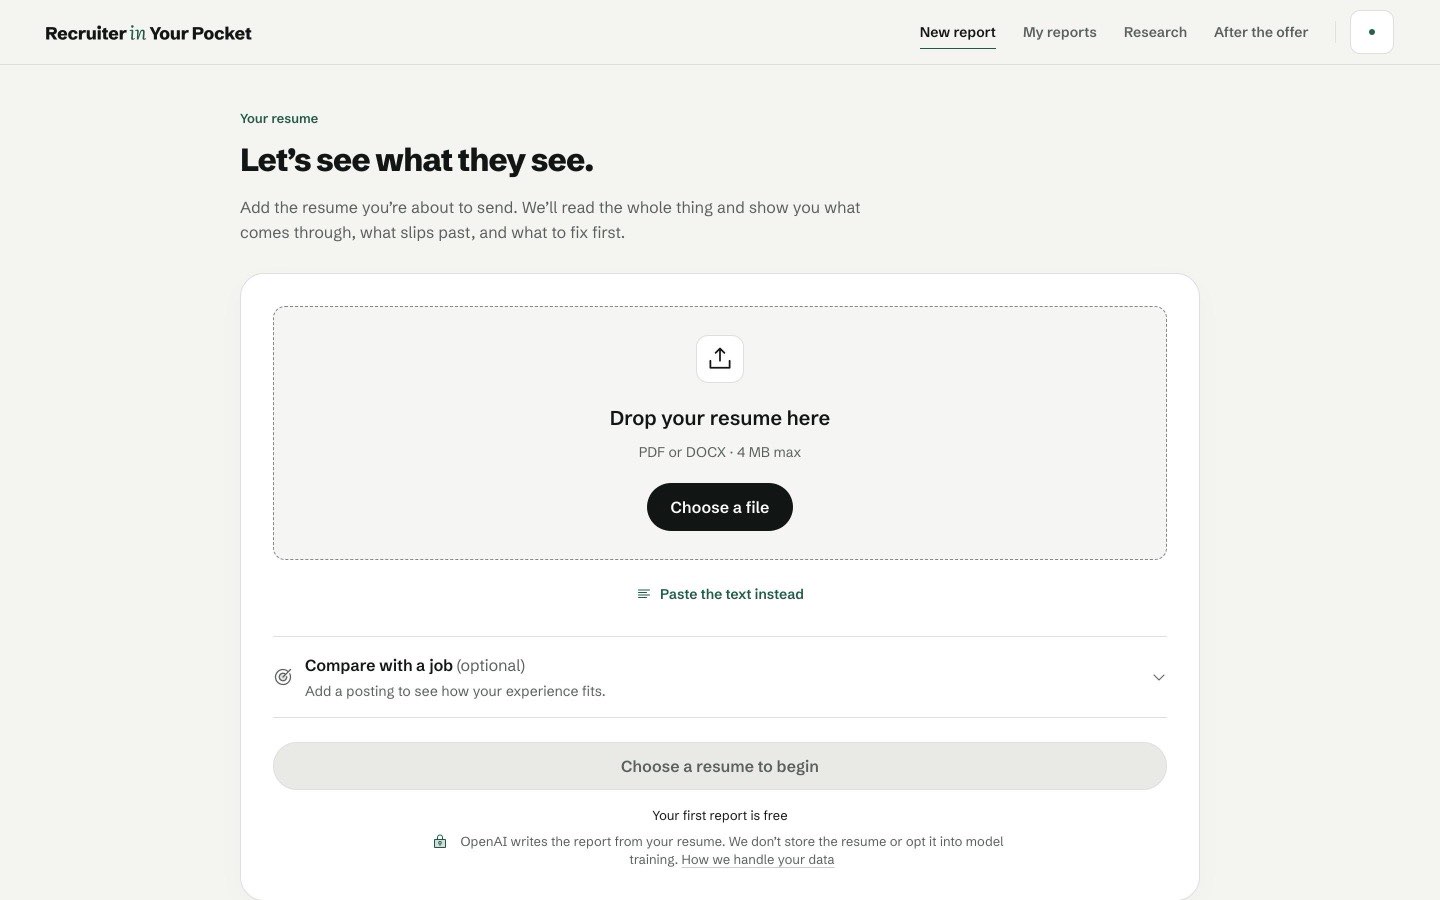 Recruiter in Your Pocket
New report
My reports
Research
After the offer
Your resume
Let’s see what they see.
Add the resume you’re about to send. We’ll read the whole thing and show you what
comes through, what slips past, and what to fix first.
Drop your resume here
PDF or DOCX · 4 MB max
Choose a file
Paste the text instead
Compare with a job (optional)
Add a posting to see how your experience fits.
Choose a resume to begin
Your first report is free
OpenAI writes the report from your resume. We don’t store the resume or opt it into model
training. How we handle your data